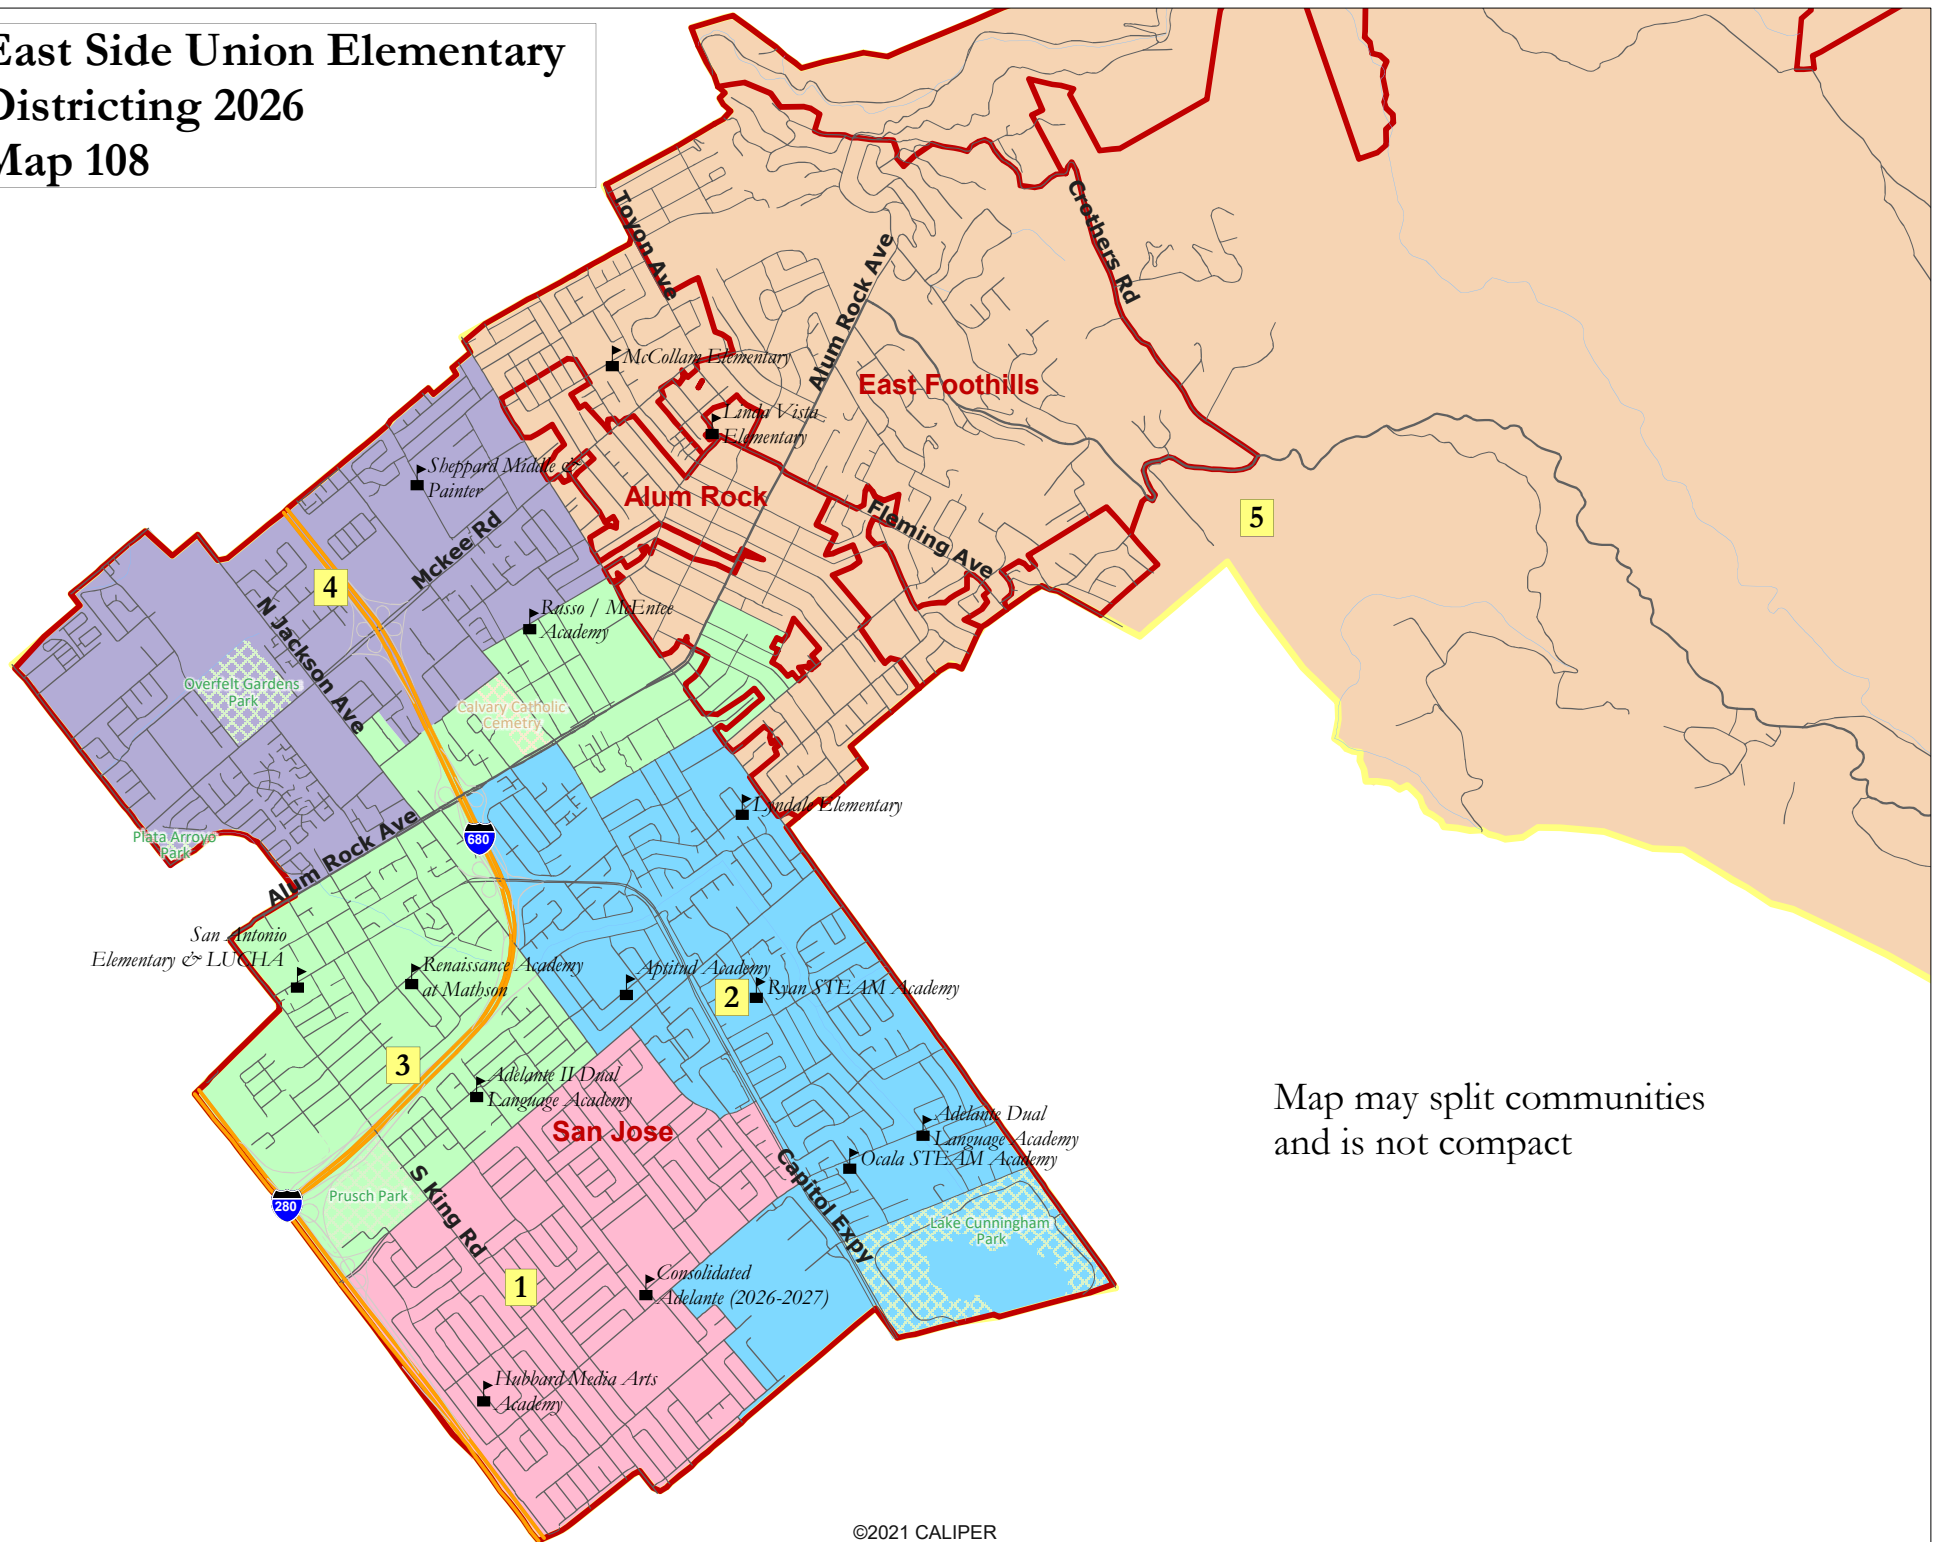 East Side Union Elementary
Districting 2026
Map 108
Toyon Ave
Crothers Rd
Alum Rock Ave
McCollam Elementary
East Foothills
Linda Vista
Elementary
Sheppard Middle &
Painter
Alum Rock
Fleming Ave
5
Mckee Rd
4
N Jackson Ave
Russo / McEntee
Academy
Overfelt Gardens
Park
Calvary Catholic
Cemetry
Lyndale Elementary
Plata Arroyo
Park
680
Alum Rock Ave
San Antonio
Elementary & LUCHA
Renaissance Academy
at Mathson
Aptitud Academy
2
Ryan STEAM Academy
3
Adelante II Dual
Language Academy
San Jose
Adelante Dual
Language Academy
Ocala STEAM Academy
Map may split communities
and is not compact
Capitol Expy
Prusch Park
280
S King Rd
Lake Cunningham
Park
1
Consolidated
Adelante (2026-2027)
Hubbard Media Arts
Academy
©2021 CALIPER